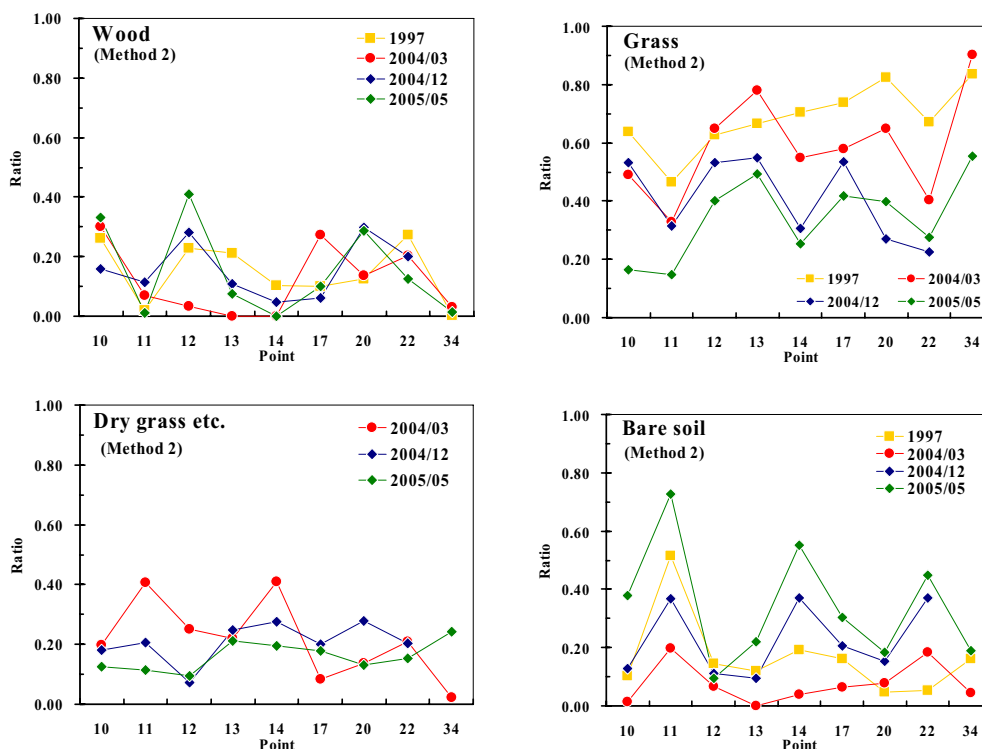 Wood
(Method 2)
1997
2004/03
2004/12
2005/05
1.00
0.80
0.60
0.40
0.20
0.00
Ratio
10 11 12 13 14 17 20 22 34
Point
Grass
(Method 2)
1.00
0.80
0.60
0.40
0.20
0.00
Ratio
1997 2004/03
2004/12 2005/05
10 11 12 13 14 17 20 22 34
Point
Dry grass etc.
(Method 2)
2004/03
2004/12
2005/05
1.00
0.80
0.60
0.40
0.20
0.00
Ratio
10 11 12 13 14 17 20 22 34
Point
Bare soil
(Method 2)
1997
2004/03
2004/12
2005/05
1.00
0.80
0.60
0.40
0.20
0.00
Ratio
10 11 12 13 14 17 20 22 34
Point